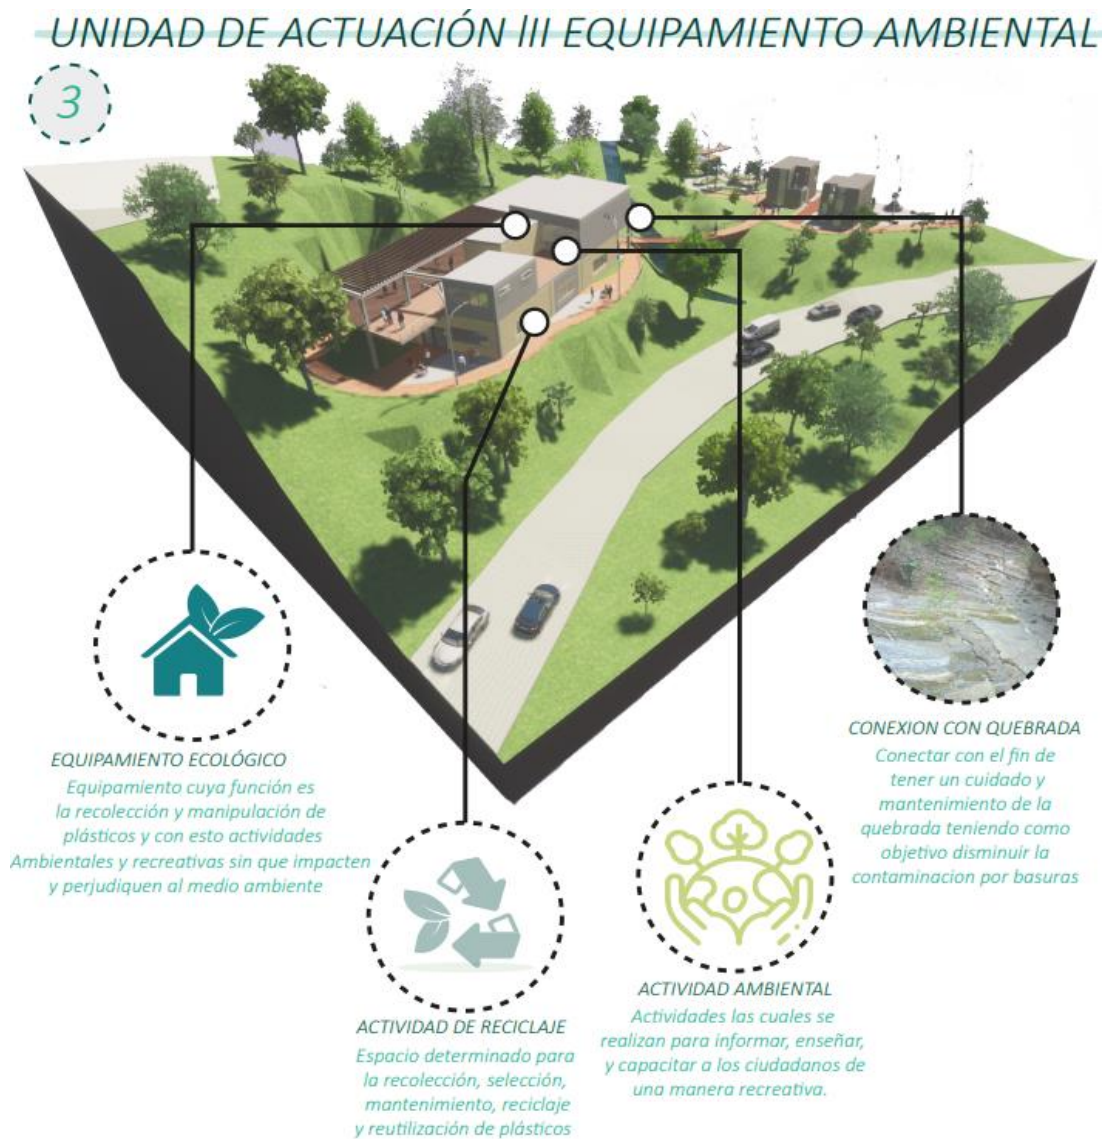 UNIDAD DE ACTUACIÓN lll EQUIPAMIENTO AMBIENTAL
3
EQUIPAMIENTO ECOLÓGICO
Equipamiento cuya función es
la recolección y manipulación de
plásticos y con esto actividades
Ambientales y recreativas sin que impacten
y perjudiquen al medio ambiente
ACTIVIDAD DE RECICLAJE
Espacio determinado para
la recolección, selección,
mantenimiento, reciclaje
y reutilización de plásticos
ACTIVIDAD AMBIENTAL
Actividades las cuales se
realizan para informar, enseñar,
y capacitar a los ciudadanos de
una manera recreativa.
CONEXION CON QUEBRADA
Conectar con el fin de
tener un cuidado y
mantenimiento de la
quebrada teniendo como
objetivo disminuir la
contaminacion por basuras